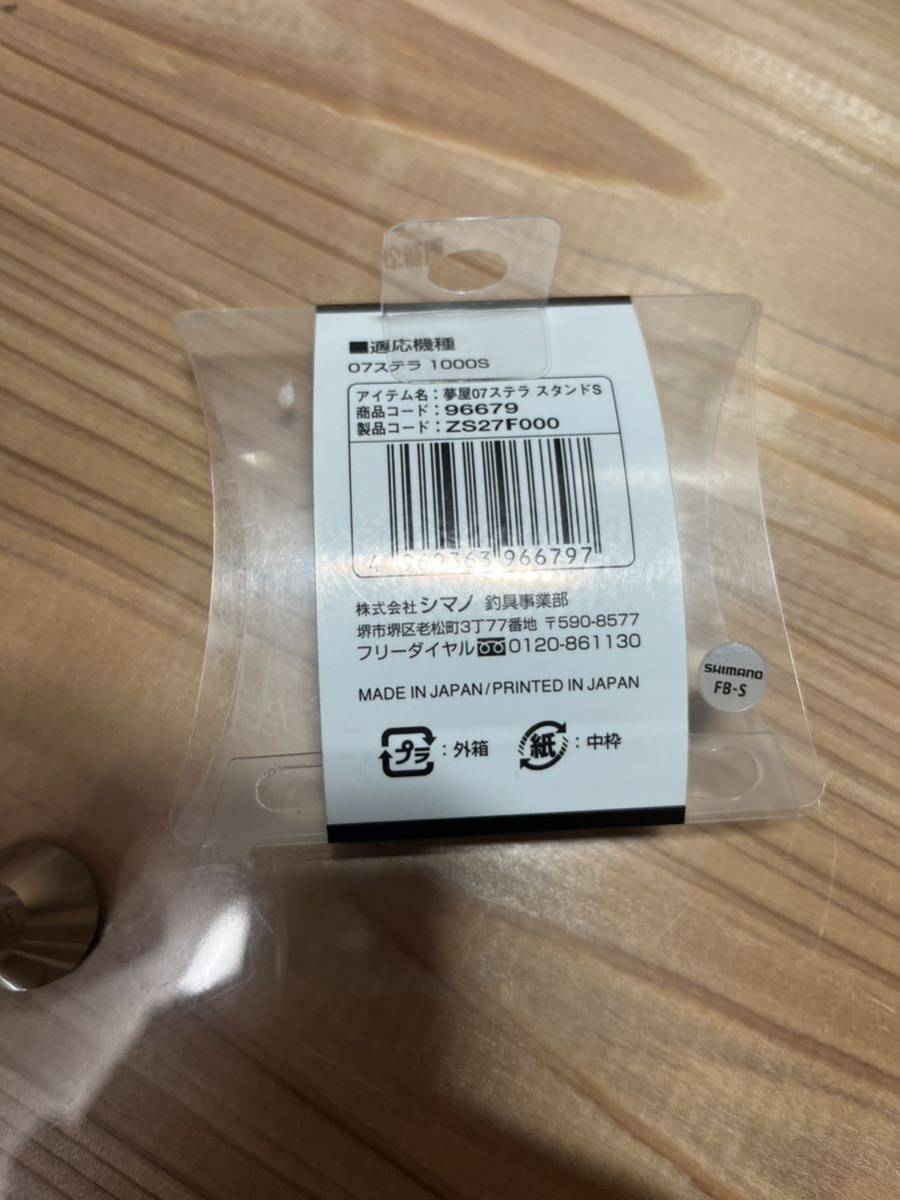 ■適応機種
07ステラ 1000S
アイテム名：夢屋07ステラ スタンドS
商品コード：96679
製品コード：ZS27F000
4 969363 966797
株式会社シマノ 釣具事業部
堺市堺区老松町3丁77番地 〒590-8577
フリーダイヤル 0120-861130
MADE IN JAPAN/PRINTED IN JAPAN
プラ：外箱
紙：中枠
SHIMANO
FB-S